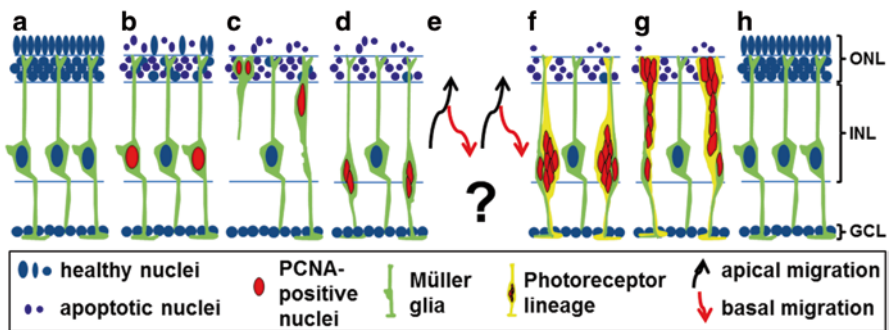 a b c d e f g h
ONL
INL
?
GCL
healthy nuclei
apoptotic nuclei
PCNA-
positive
nuclei
Müller
glia
Photoreceptor
lineage
apical migration
basal migration